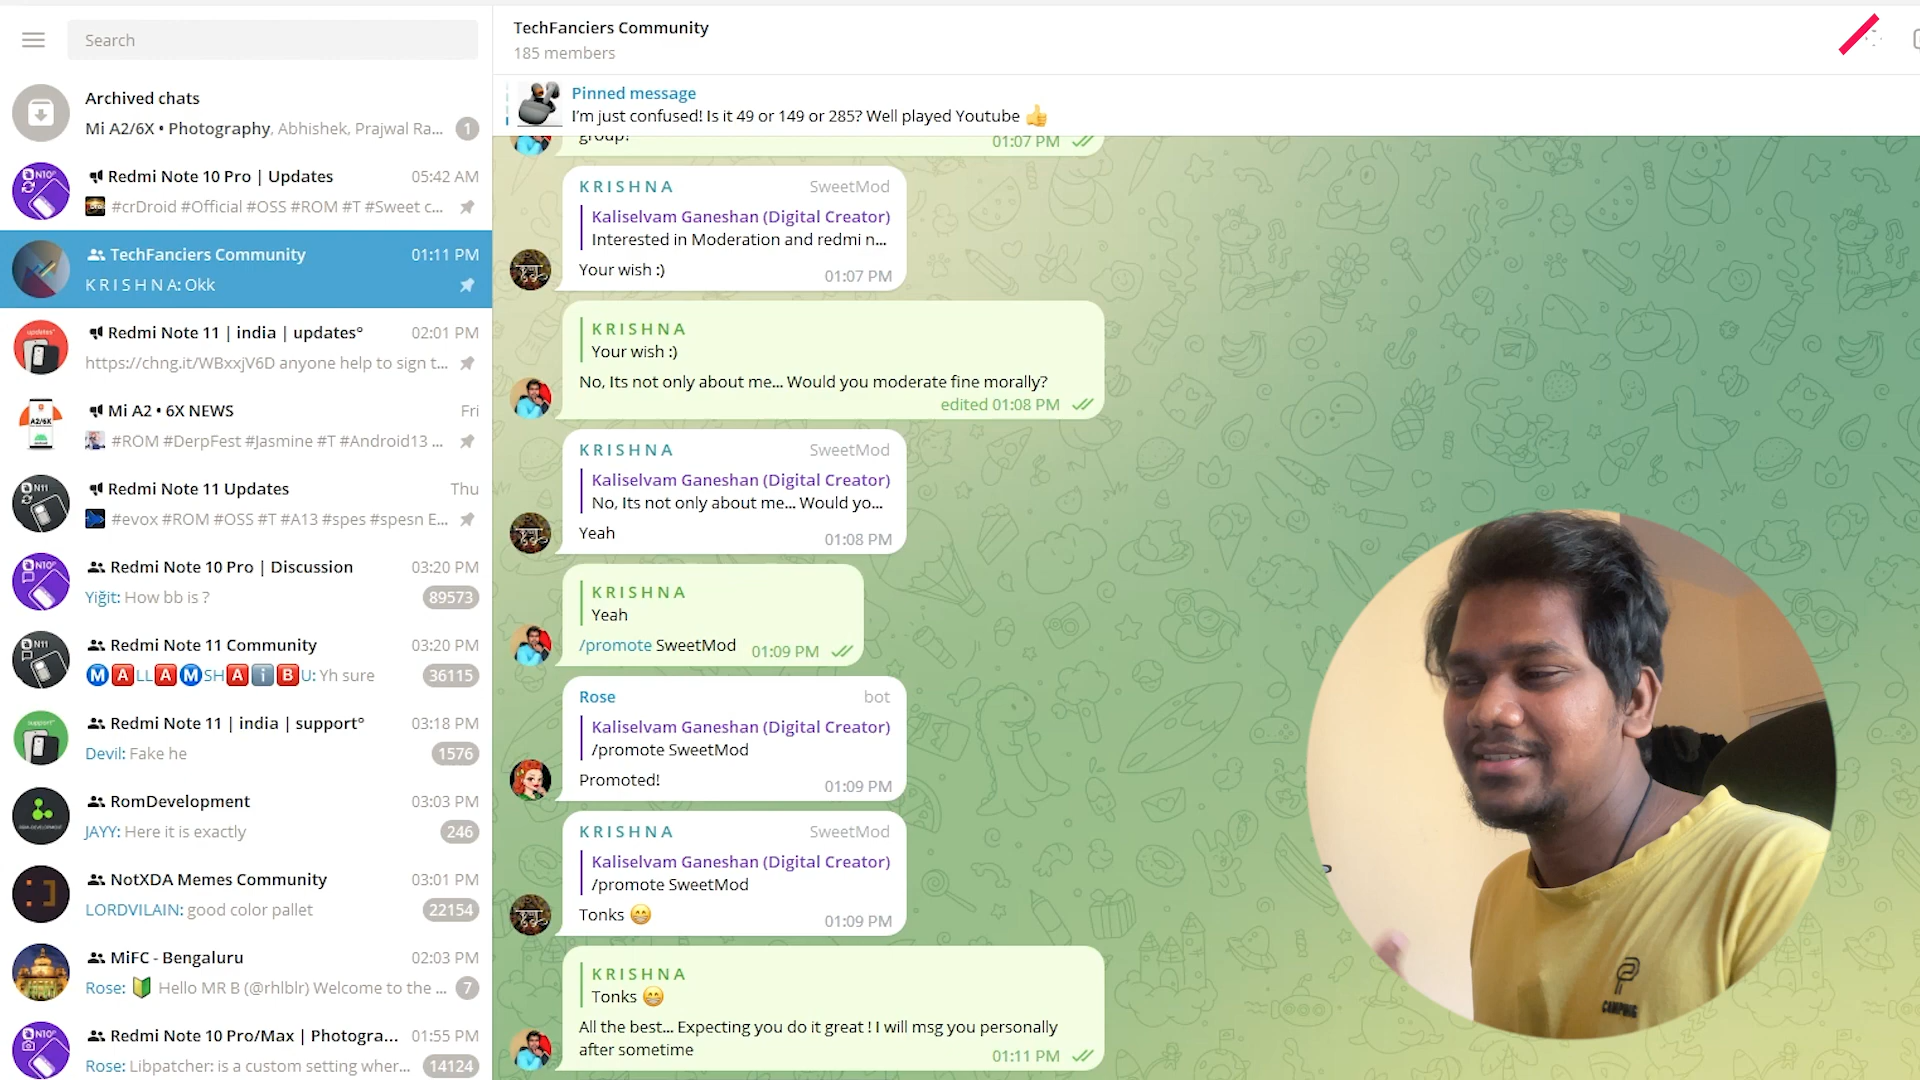 Search
Archived chats
Mi A2/6X • Photography, Abhishek, Prajwal Ra... 1
Redmi Note 10 Pro | Updates 05:42 AM
#crDroid #Official #OSS #ROM #T #Sweet c...
TechFanciers Community 01:11 PM
K R I S H N A: Okk
Redmi Note 11 | india | updates° 02:01 PM
https://chng.it/WBxxjV6D anyone help to sign t...
Mi A2 • 6X NEWS Fri
#ROM #DerpFest #Jasmine #T #Android13 ...
Redmi Note 11 Updates Thu
#evox #ROM #OSS #T #A13 #spes #spesn E...
Redmi Note 10 Pro | Discussion 03:20 PM
Yiğit: How bb is ? 89573
Redmi Note 11 Community 03:20 PM
Ⓜ🅰LL🅰ⓂSH🅰ℹ🅱U: Yh sure 36115
Redmi Note 11 | india | support° 03:18 PM
Devil: Fake he 1576
RomDevelopment 03:03 PM
JAYY: Here it is exactly 246
NotXDA Memes Community 03:01 PM
LORDVILAIN: good color pallet 22154
MiFC - Bengaluru 02:03 PM
Rose: 🔰 Hello MR B (@rhlblr) Welcome to the ... 7
Redmi Note 10 Pro/Max | Photogra... 01:55 PM
Rose: Libpatcher: is a custom setting wher... 14124
TechFanciers Community
185 members
Pinned message
I'm just confused! Is it 49 or 149 or 285? Well played Youtube 👍
group!
01:07 PM
K R I S H N A SweetMod
Kaliselvam Ganeshan (Digital Creator)
Interested in Moderation and redmi n...
Your wish :) 01:07 PM
K R I S H N A
Your wish :)
No, Its not only about me... Would you moderate fine morally?
edited 01:08 PM
K R I S H N A SweetMod
Kaliselvam Ganeshan (Digital Creator)
No, Its not only about me... Would yo...
Yeah 01:08 PM
K R I S H N A
Yeah
/promote SweetMod 01:09 PM
Rose bot
Kaliselvam Ganeshan (Digital Creator)
/promote SweetMod
Promoted! 01:09 PM
K R I S H N A SweetMod
Kaliselvam Ganeshan (Digital Creator)
/promote SweetMod
Tonks 😁 01:09 PM
K R I S H N A
Tonks 😁
All the best... Expecting you do it great ! I will msg you personally
after sometime 01:11 PM
CAMPUS